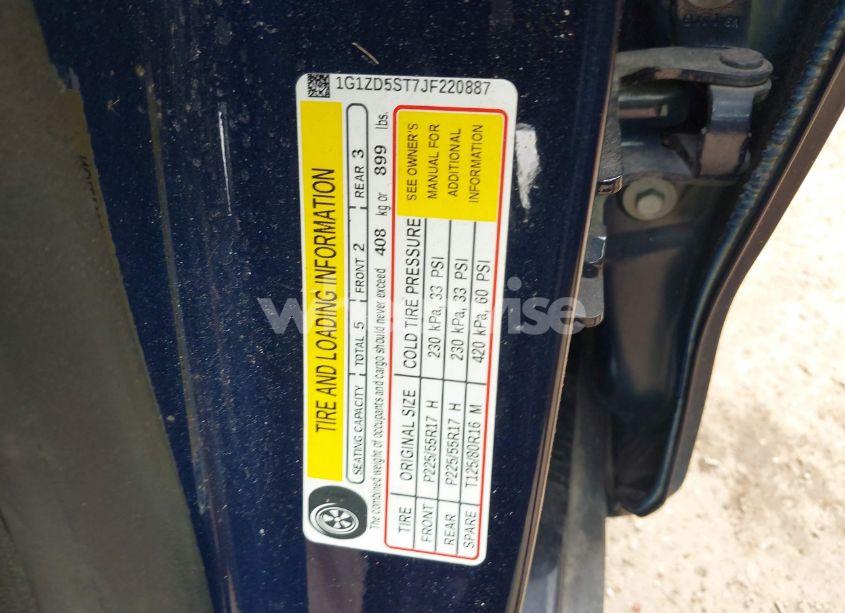 1G1ZD5ST7JF220887
TIRE AND LOADING INFORMATION
SEATING CAPACITY TOTAL 5 FRONT 2 REAR 3
The combined weight of occupants and cargo should never exceed 408 kg or 899 lbs.
TIRE ORIGINAL SIZE COLD TIRE PRESSURE
FRONT P225/55R17 H 230 kPa, 33 PSI
REAR P225/55R17 H 230 kPa, 33 PSI
SPARE T125/80R16 M 420 kPa, 60 PSI
SEE OWNER'S
MANUAL FOR
ADDITIONAL
INFORMATION